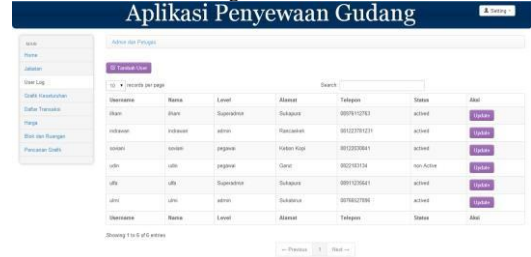 Aplikasi Penyewaan Gudang
Setting
Home
Admin dan Petugas
Jabatan
User Log
Grafik Keseluruhan
Daftar Transaksi
Harga
Blok dan Ruangan
Pencarian Grafik
Tambah User
10 records per page
Search
Username Nama Level Alamat Telepon Status Aksi
ilham ilham Superadmin Sukapura actived Update
indrawan indrawan admin Rancaekek actived Update
soviani soviani pegawai Kebon Kopi actived Update
udin udin pegawai Garut non Active Update
ulfa ulfa Superadmin Sukapura actived Update
ulmi ulmi admin actived Update
Username Nama Level Alamat Telepon Status Aksi
Showing 1 to 6 of 6 entries
← Previous 1 Next →